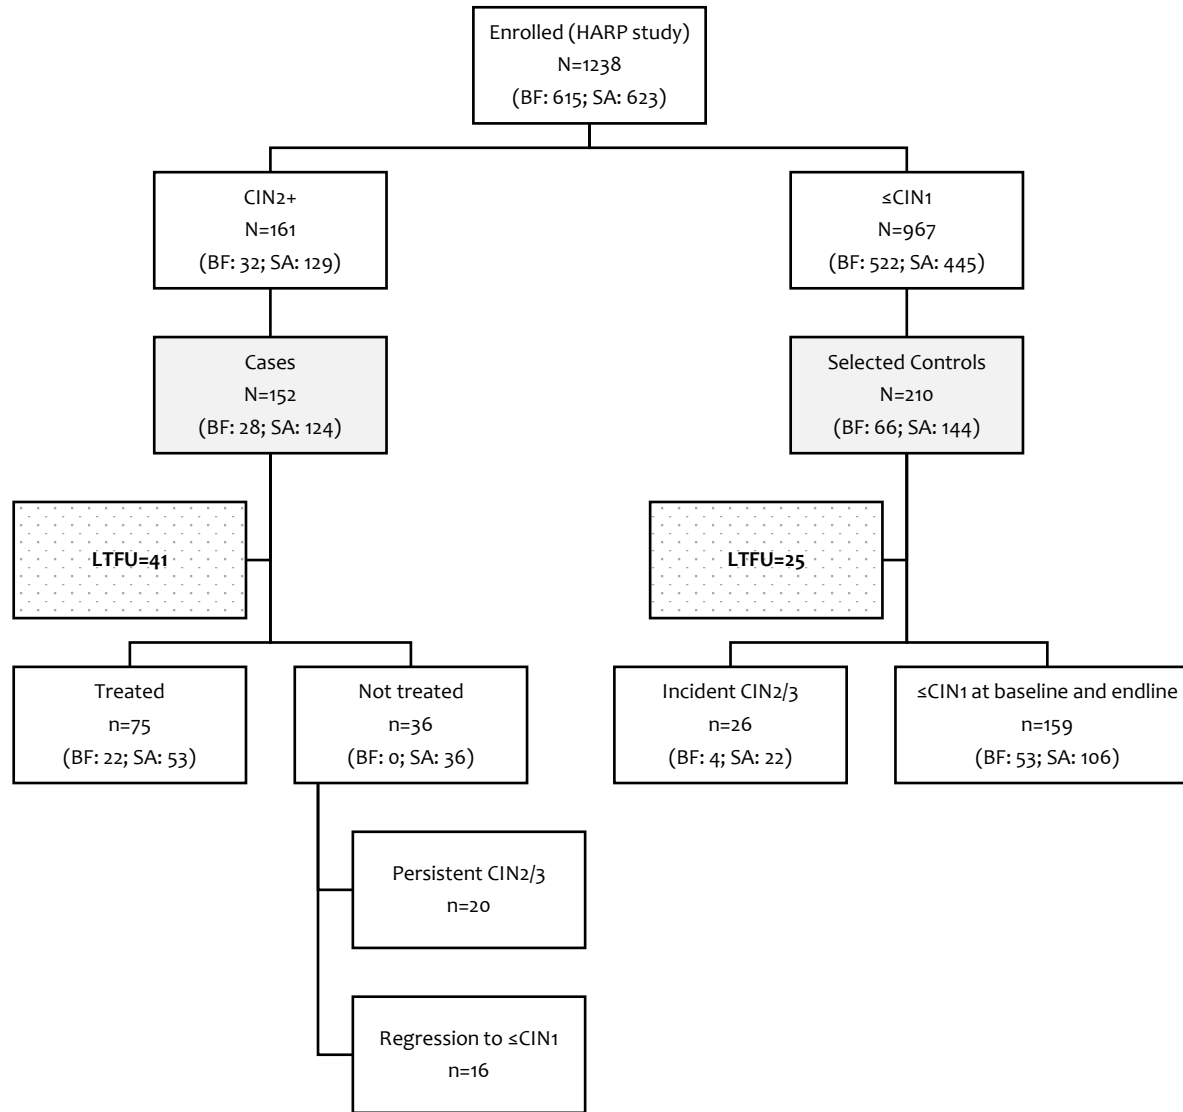 Enrolled (HARP study)
N=1238
(BF: 615; SA: 623)
CIN2+
N=161
(BF: 32; SA: 129)
≤CIN1
N=967
(BF: 522; SA: 445)
Cases
N=152
(BF: 28; SA: 124)
Selected Controls
N=210
(BF: 66; SA: 144)
LTFU=41
LTFU=25
Treated
n=75
(BF: 22; SA: 53)
Not treated
n=36
(BF: 0; SA: 36)
Incident CIN2/3
n=26
(BF: 4; SA: 22)
≤CIN1 at baseline and endline
n=159
(BF: 53; SA: 106)
Persistent CIN2/3
n=20
Regression to ≤CIN1
n=16